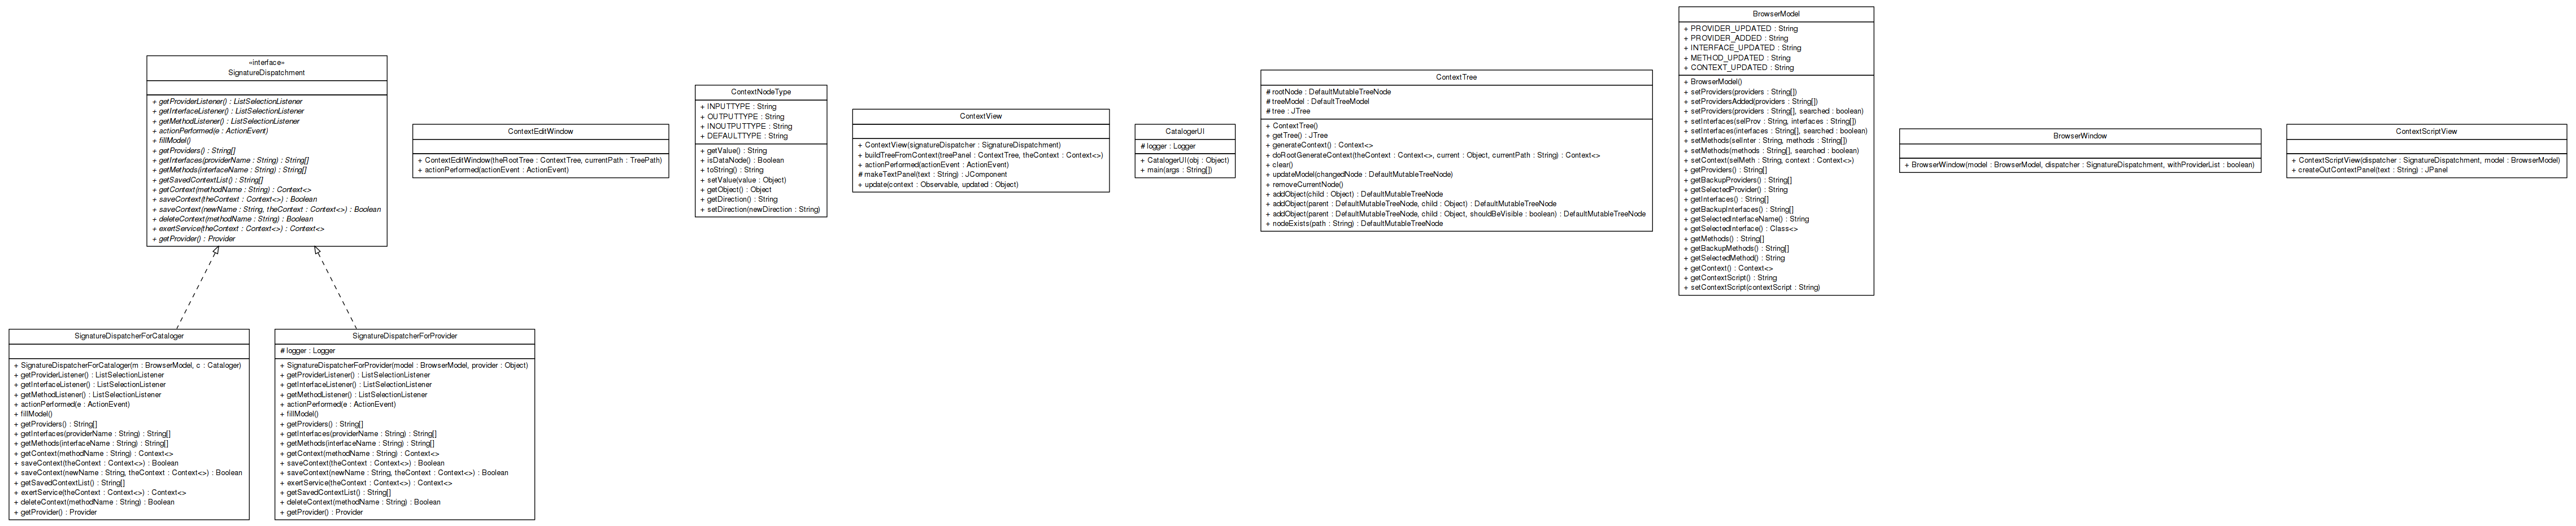 «interface»
SignatureDispatchment
+ getProviderListener() : ListSelectionListener
+ getInterfaceListener() : ListSelectionListener
+ getMethodListener() : ListSelectionListener
+ actionPerformed(e : ActionEvent)
+ fillModel()
+ getProviders() : String[]
+ getInterfaces(providerName : String) : String[]
+ getMethods(interfaceName : String) : String[]
+ getSavedContextList() : String[]
+ getContext(methodName : String) : Context<>
+ saveContext(theContext : Context<>) : Boolean
+ saveContext(newName : String, theContext : Context<>) : Boolean
+ deleteContext(methodName : String) : Boolean
+ exertService(theContext : Context<>) : Context<>
+ getProvider() : Provider
ContextEditWindow
+ ContextEditWindow(theRootTree : ContextTree, currentPath : TreePath)
+ actionPerformed(actionEvent : ActionEvent)
ContextNodeType
+ INPUTTYPE : String
+ OUTPUTTYPE : String
+ INOUTPUTTYPE : String
+ DEFAULTTYPE : String
+ getValue() : String
+ isDataNode() : Boolean
+ toString() : String
+ setValue(value : Object)
+ getObject() : Object
+ getDirection() : String
+ setDirection(newDirection : String)
ContextView
+ ContextView(signatureDispatcher : SignatureDispatchment)
+ buildTreeFromContext(treePanel : ContextTree, theContext : Context<>)
+ actionPerformed(actionEvent : ActionEvent)
# makeTextPanel(text : String) : JComponent
+ update(context : Observable, updated : Object)
CatalogerUI
# logger : Logger
+ CatalogerUI(obj : Object)
+ main(args : String[])
ContextTree
# rootNode : DefaultMutableTreeNode
# treeModel : DefaultTreeModel
# tree : JTree
+ ContextTree()
+ getTree() : JTree
+ generateContext() : Context<>
+ doRootGenerateContext(theContext : Context<>, current : Object, currentPath : String) : Context<>
+ clear()
+ updateModel(changedNode : DefaultMutableTreeNode)
+ removeCurrentNode()
+ addObject(child : Object) : DefaultMutableTreeNode
+ addObject(parent : DefaultMutableTreeNode, child : Object) : DefaultMutableTreeNode
+ addObject(parent : DefaultMutableTreeNode, child : Object, shouldBeVisible : boolean) : DefaultMutableTreeNode
+ nodeExists(path : String) : DefaultMutableTreeNode
BrowserModel
+ PROVIDER_UPDATED : String
+ PROVIDER_ADDED : String
+ INTERFACE_UPDATED : String
+ METHOD_UPDATED : String
+ CONTEXT_UPDATED : String
+ BrowserModel()
+ setProviders(providers : String[])
+ setProvidersAdded(providers : String[])
+ setProviders(providers : String[], searched : boolean)
+ setInterfaces(selProv : String, interfaces : String[])
+ setInterfaces(interfaces : String[], searched : boolean)
+ setMethods(selInter : String, methods : String[])
+ setMethods(methods : String[], searched : boolean)
+ setContext(selMeth : String, context : Context<>)
+ getProviders() : String[]
+ getBackupProviders() : String[]
+ getSelectedProvider() : String
+ getInterfaces() : String[]
+ getBackupInterfaces() : String[]
+ getSelectedInterfaceName() : String
+ getSelectedInterface() : Class<>
+ getMethods() : String[]
+ getBackupMethods() : String[]
+ getSelectedMethod() : String
+ getContext() : Context<>
+ getContextScript() : String
+ setContextScript(contextScript : String)
BrowserWindow
+ BrowserWindow(model : BrowserModel, dispatcher : SignatureDispatchment, withProviderList : boolean)
ContextScriptView
+ ContextScriptView(dispatcher : SignatureDispatchment, model : BrowserModel)
+ createOutContextPanel(text : String) : JPanel
SignatureDispatcherForCataloger
+ SignatureDispatcherForCataloger(m : BrowserModel, c : Cataloger)
+ getProviderListener() : ListSelectionListener
+ getInterfaceListener() : ListSelectionListener
+ getMethodListener() : ListSelectionListener
+ actionPerformed(e : ActionEvent)
+ fillModel()
+ getProviders() : String[]
+ getInterfaces(providerName : String) : String[]
+ getMethods(interfaceName : String) : String[]
+ getContext(methodName : String) : Context<>
+ saveContext(theContext : Context<>) : Boolean
+ saveContext(newName : String, theContext : Context<>) : Boolean
+ getSavedContextList() : String[]
+ exertService(theContext : Context<>) : Context<>
+ deleteContext(methodName : String) : Boolean
+ getProvider() : Provider
SignatureDispatcherForProvider
# logger : Logger
+ SignatureDispatcherForProvider(model : BrowserModel, provider : Object)
+ getProviderListener() : ListSelectionListener
+ getInterfaceListener() : ListSelectionListener
+ getMethodListener() : ListSelectionListener
+ actionPerformed(e : ActionEvent)
+ fillModel()
+ getProviders() : String[]
+ getInterfaces(providerName : String) : String[]
+ getMethods(interfaceName : String) : String[]
+ getContext(methodName : String) : Context<>
+ saveContext(theContext : Context<>) : Boolean
+ saveContext(newName : String, theContext : Context<>) : Boolean
+ exertService(theContext : Context<>) : Context<>
+ getSavedContextList() : String[]
+ deleteContext(methodName : String) : Boolean
+ getProvider() : Provider